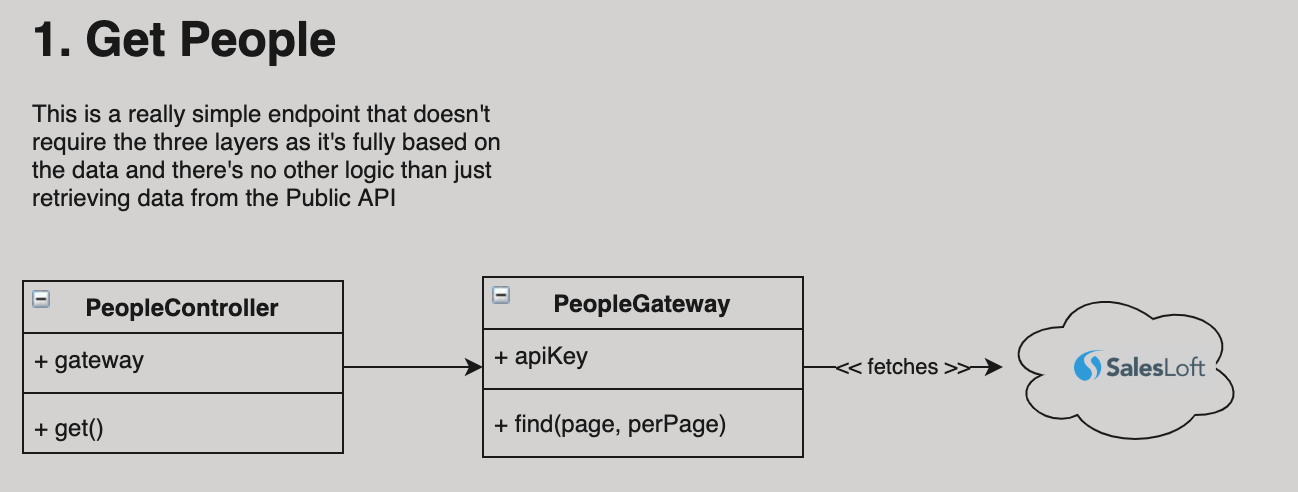 1. Get People
This is a really simple endpoint that doesn't
require the three layers as it's fully based on
the data and there's no other logic than just
retrieving data from the Public API
PeopleController
+ gateway
+ get()
PeopleGateway
+ apiKey
+ find(page, perPage)
<< fetches >>
SalesLoft